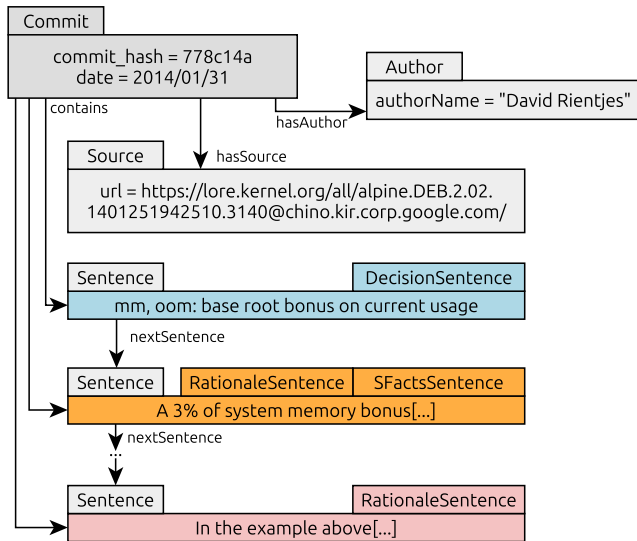 Commit
commit_hash = 778c14a
date = 2014/01/31
contains
hasAuthor
Author
authorName = "David Rientjes"
hasSource
Source
url = https://lore.kernel.org/all/alpine.DEB.2.02.
1401251942510.3140@chino.kir.corp.google.com/
Sentence
DecisionSentence
mm, oom: base root bonus on current usage
nextSentence
Sentence
RationaleSentence
SFactsSentence
A 3% of system memory bonus[...]
nextSentence
...
Sentence
RationaleSentence
In the example above[...]